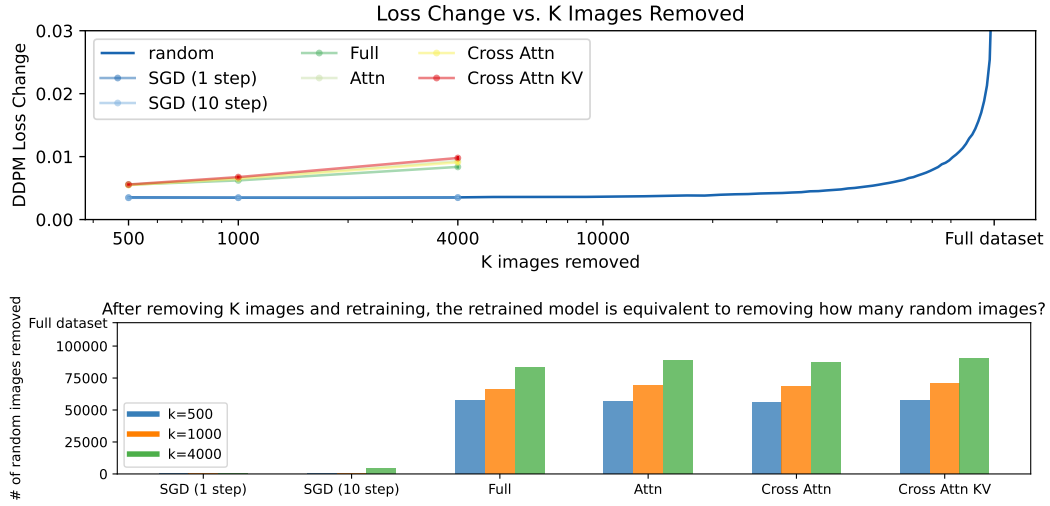 Loss Change vs. K Images Removed
DDPM Loss Change
0.03
0.02
0.01
0.00
random
SGD (1 step)
SGD (10 step)
Full
Attn
Cross Attn
Cross Attn KV
500
1000
4000
10000
Full dataset
K images removed
After removing K images and retraining, the retrained model is equivalent to removing how many random images?
# of random images removed
Full dataset
100000
75000
50000
25000
0
k=500
k=1000
k=4000
SGD (1 step)
SGD (10 step)
Full
Attn
Cross Attn
Cross Attn KV